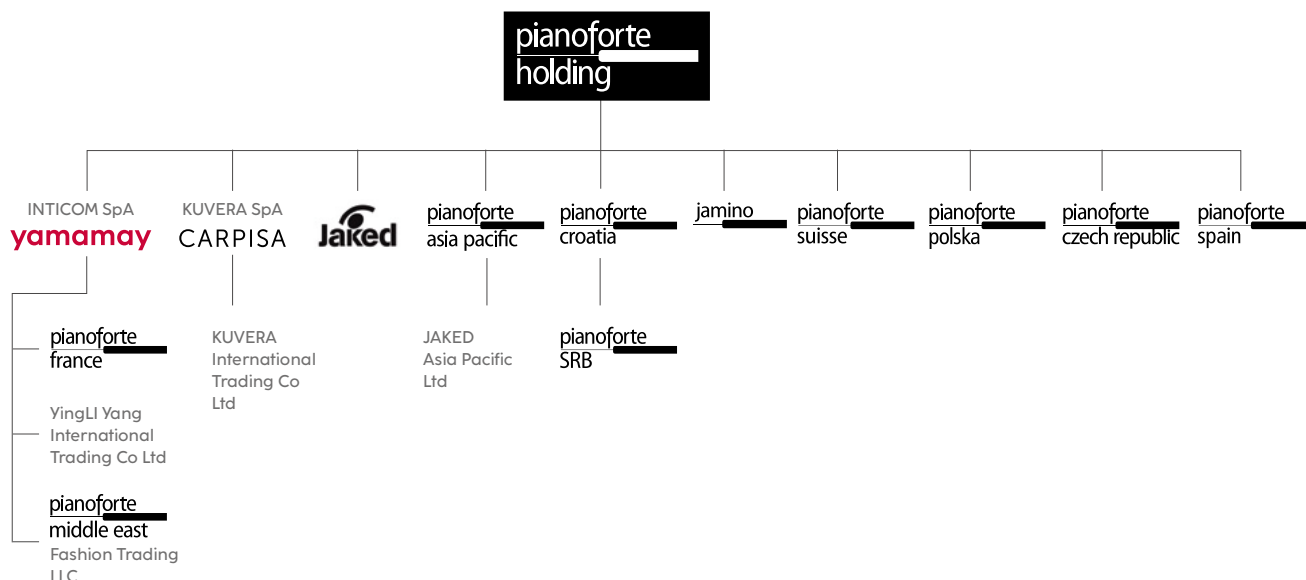 pianoforte
holding
INTICOM SpA
yamamay
KUVERA SpA
CARPISA
Jaked
pianoforte
asia pacific
pianoforte
croatia
jamino
pianoforte
suisse
pianoforte
polska
pianoforte
czech republic
pianoforte
spain
pianoforte
france
YingLI Yang
International
Trading Co Ltd
pianoforte
middle east
Fashion Trading
LLC
KUVERA
International
Trading Co
Ltd
JAKED
Asia Pacific
Ltd
pianoforte
SRB